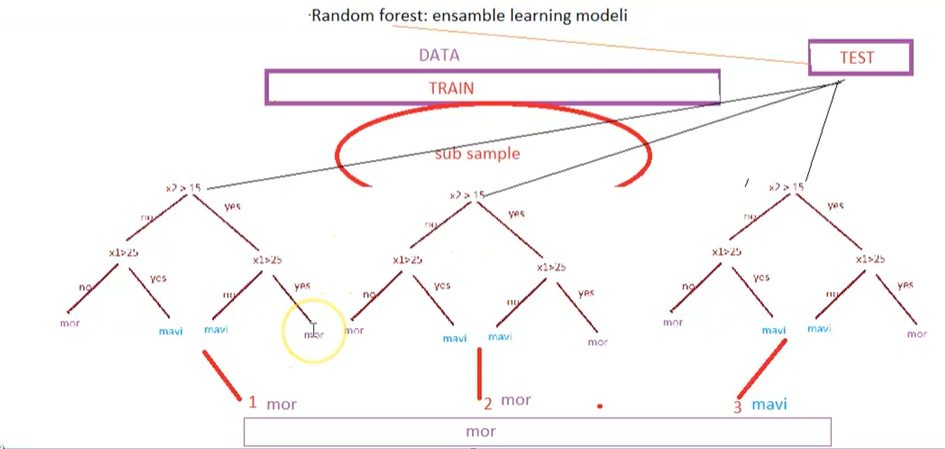 ·Random forest: ensamble learning modeli
DATA
TEST
TRAIN
sub sample
x2 > 15
x2 > 15
x2 > 15
no
yes
no
yes
no
yes
x1>25
x1>25
x1>25
x1>25
x1>25
x1>25
no
yes
no
yes
no
yes
no
yes
no
yes
no
yes
mor
mavi
mavi
mor
mor
mavi
mavi
mor
mor
mavi
mavi
mor
1 mor
2 mor
3 mavi
mor